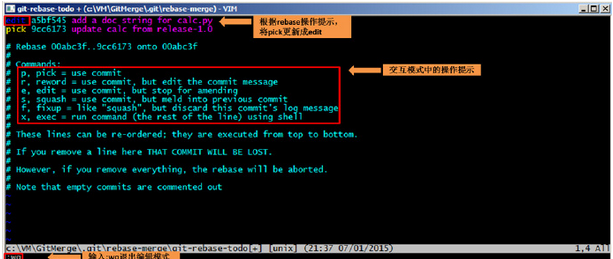 git-rebase-todo + (c:\VM\GitMerge\.git\rebase-merge) - VIM
edit a5bf545 add a doc string for calc.py
根据rebase操作提示，
将pick更新成edit
pick 9cc6173 update calc from release-1.0
# Rebase 00abc3f..9cc6173 onto 00abc3f
#
# Commands:
交互模式中的操作提示
# p, pick = use commit
# r, reword = use commit, but edit the commit message
# e, edit = use commit, but stop for amending
# s, squash = use commit, but meld into previous commit
# f, fixup = like "squash", but discard this commit's log message
# x, exec = run command (the rest of the line) using shell
#
# These lines can be re-ordered; they are executed from top to bottom.
#
# If you remove a line here THAT COMMIT WILL BE LOST.
#
# However, if you remove everything, the rebase will be aborted.
#
# Note that empty commits are commented out
~
~
c:\VM\GitMerge\.git\rebase-merge\git-rebase-todo[+] [unix] (21:37 07/01/2015) 1,4 All
:wq
输入:wq退出编辑模式